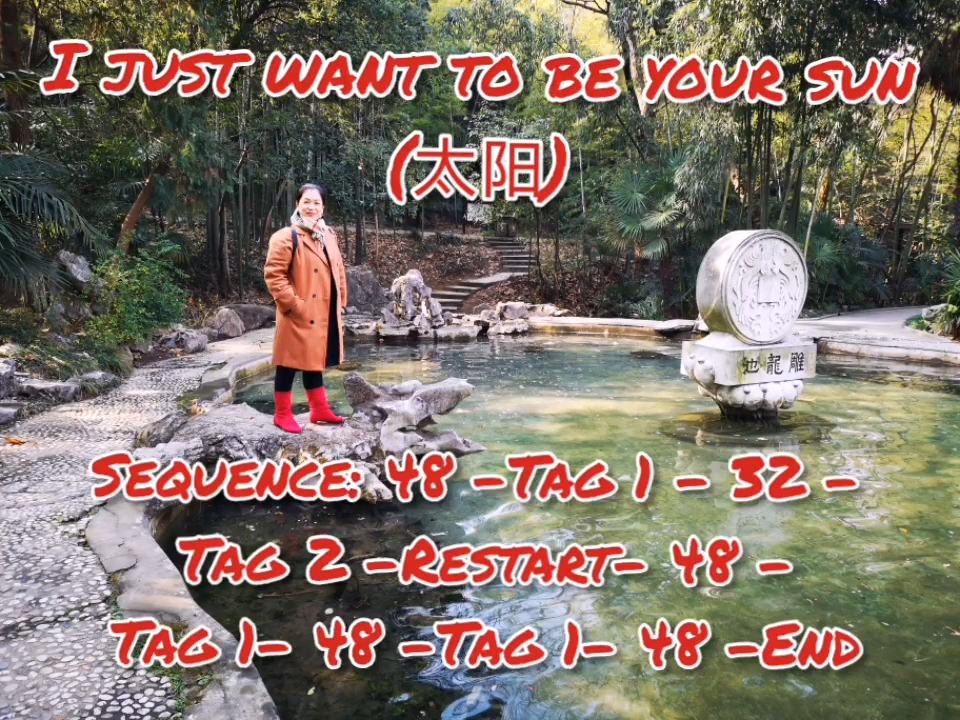 I just want to be your sun
(太阳)
雕龍池
Sequence: 48 -Tag 1 - 32 -
Tag 2 -Restart- 48 -
Tag 1- 48 -Tag 1- 48 -End